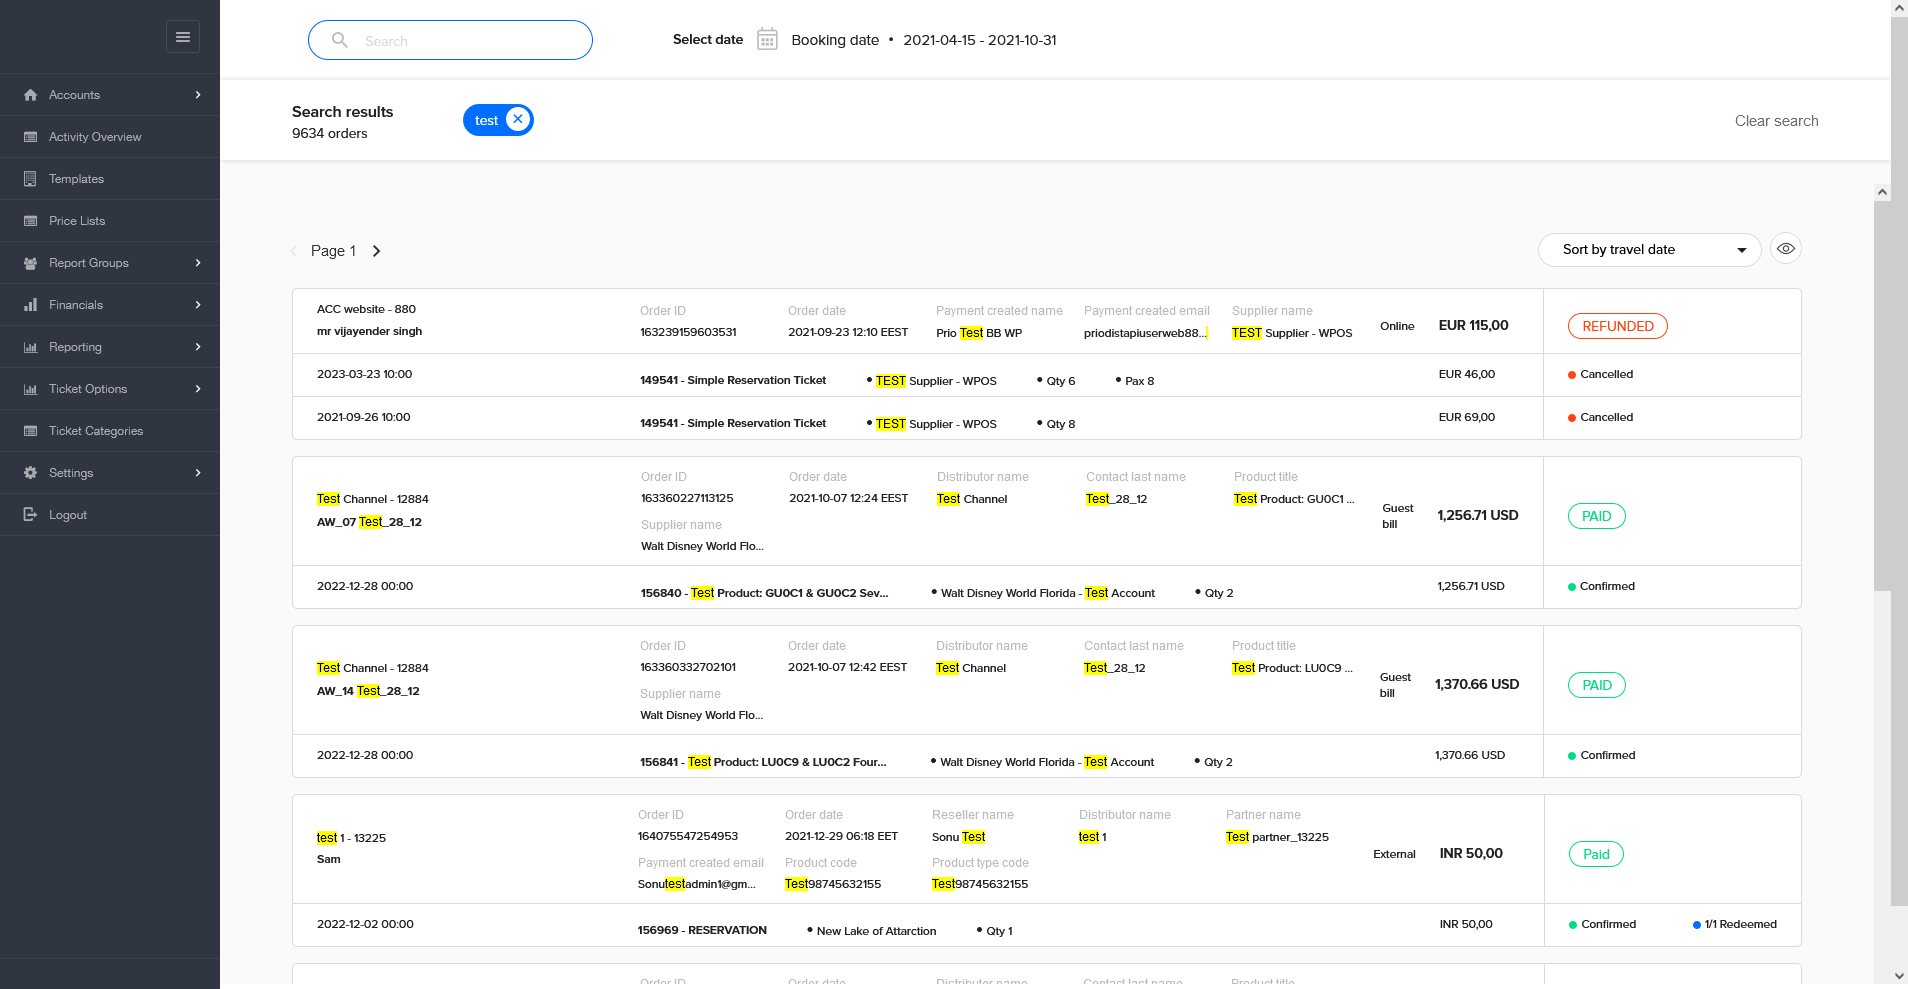 Search
Select date
Booking date • 2021-04-15 - 2021-10-31
Accounts
Activity Overview
Templates
Price Lists
Report Groups
Financials
Reporting
Ticket Options
Ticket Categories
Settings
Logout
Search results
9634 orders
test
Clear search
Page 1
Sort by travel date
ACC website - 880
mr vijayender singh
Order ID Order date Payment created name Payment created email Supplier name
163239159603531 2021-09-23 12:10 EEST Prio Test BB WP priodistapiuserweb88... TEST Supplier - WPOS
Online EUR 115,00 REFUNDED
2023-03-23 10:00 149541 - Simple Reservation Ticket • TEST Supplier - WPOS • Qty 6 • Pax 8 EUR 46,00 Cancelled
2021-09-26 10:00 149541 - Simple Reservation Ticket • TEST Supplier - WPOS • Qty 8 EUR 69,00 Cancelled
Test Channel - 12884
AW_07 Test_28_12
Order ID Order date Distributor name Contact last name Product title
163360227113125 2021-10-07 12:24 EEST Test Channel Test_28_12 Test Product: GU0C1 ...
Supplier name
Walt Disney World Flo...
Guest
bill
1,256.71 USD PAID
2022-12-28 00:00 156840 - Test Product: GU0C1 & GU0C2 Sev... • Walt Disney World Florida - Test Account • Qty 2 1,256.71 USD Confirmed
Test Channel - 12884
AW_14 Test_28_12
Order ID Order date Distributor name Contact last name Product title
163360332702101 2021-10-07 12:42 EEST Test Channel Test_28_12 Test Product: LU0C9 ...
Supplier name
Walt Disney World Flo...
Guest
bill
1,370.66 USD PAID
2022-12-28 00:00 156841 - Test Product: LU0C9 & LU0C2 Four... • Walt Disney World Florida - Test Account • Qty 2 1,370.66 USD Confirmed
test 1 - 13225
Sam
Order ID Order date Reseller name Distributor name Partner name
164075547254953 2021-12-29 06:18 EET Sonu Test test 1 Test partner_13225
Payment created email Product code Product type code
Sonutestadmin1@gm... Test98745632155 Test98745632155
External INR 50,00 Paid
2022-12-02 00:00 156969 - RESERVATION • New Lake of Attarction • Qty 1 INR 50,00 Confirmed 1/1 Redeemed
Order ID Order date Distributor name Contact last name Product title